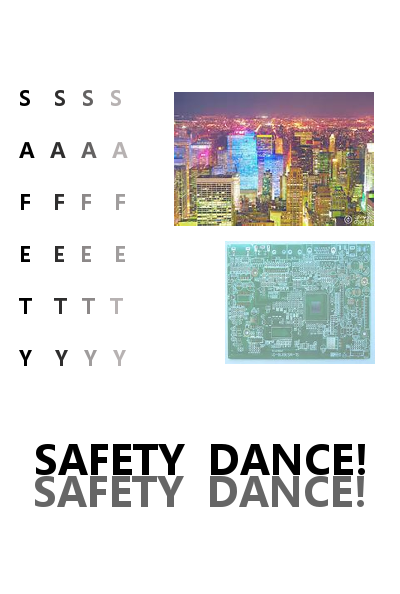 S S S S
A A A A
F F F F
E E E E
T T T T
Y Y Y Y
SAFETY DANCE!
SAFETY DANCE!